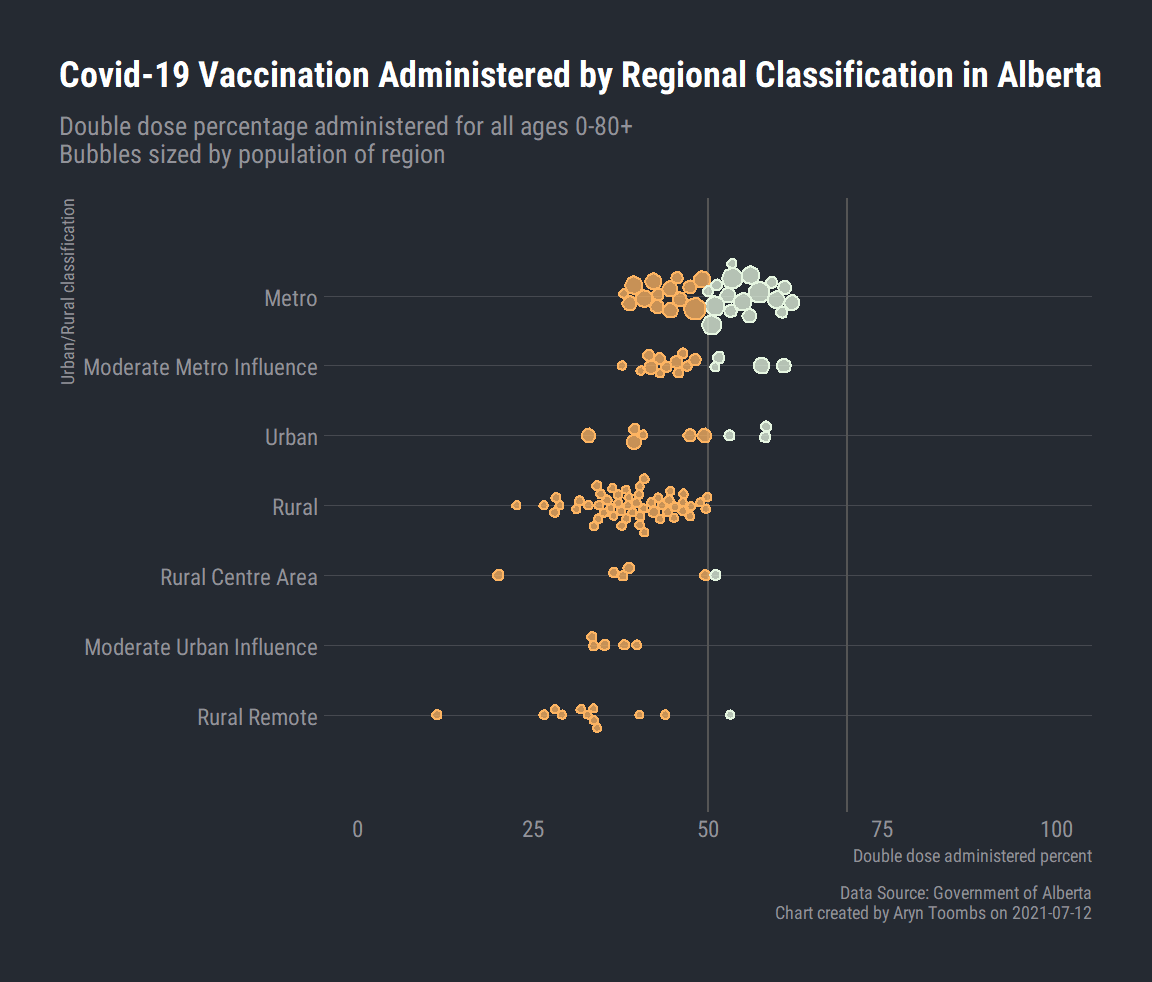 Covid-19 Vaccination Administered by Regional Classification in Alberta
Double dose percentage administered for all ages 0-80+
Bubbles sized by population of region
Urban/Rural classification
Metro
Moderate Metro Influence
Urban
Rural
Rural Centre Area
Moderate Urban Influence
Rural Remote
0 25 50 75 100
Double dose administered percent
Data Source: Government of Alberta
Chart created by Aryn Toombs on 2021-07-12